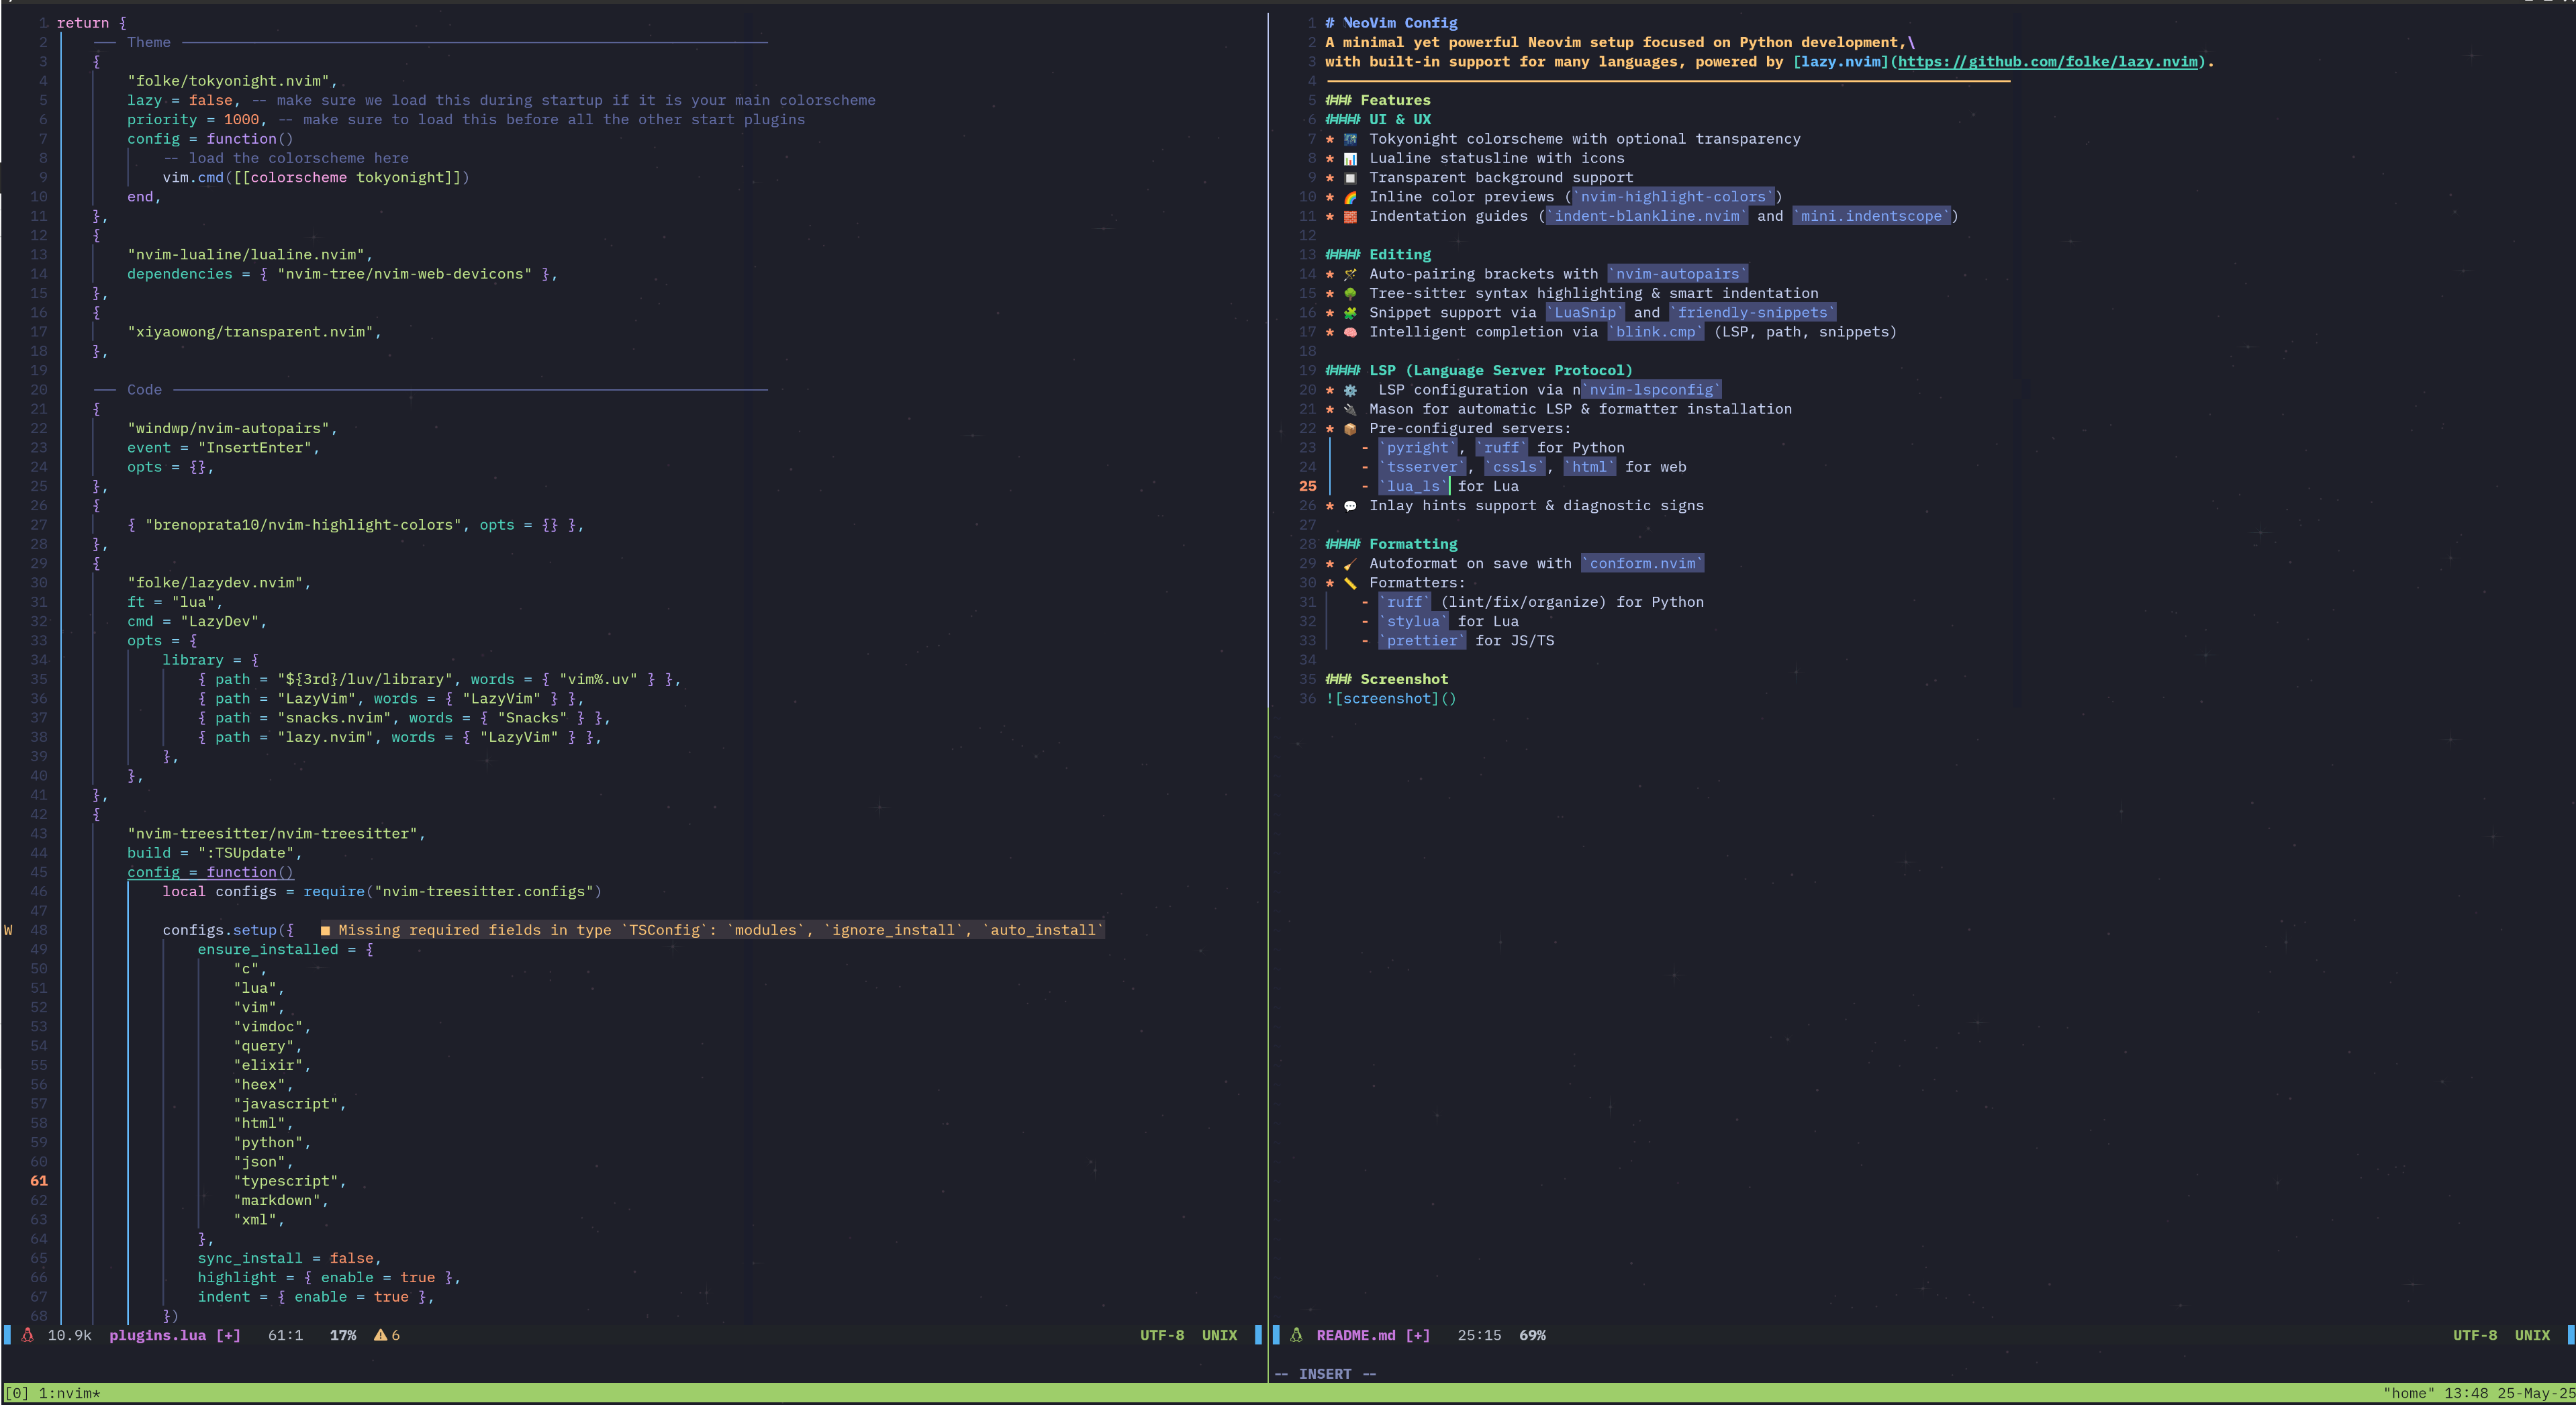 1 return {
2 —— Theme ——
3 {
4 "folke/tokyonight.nvim",
5 lazy = false, -- make sure we load this during startup if it is your main colorscheme
6 priority = 1000, -- make sure to load this before all the other start plugins
7 config = function()
8 -- load the colorscheme here
9 vim.cmd([[colorscheme tokyonight]])
10 end,
11 },
12 {
13 "nvim-lualine/lualine.nvim",
14 dependencies = { "nvim-tree/nvim-web-devicons" },
15 },
16 {
17 "xiyaowong/transparent.nvim",
18 },
19
20 —— Code ——
21 {
22 "windwp/nvim-autopairs",
23 event = "InsertEnter",
24 opts = {},
25 },
26 {
27 { "brenoprata10/nvim-highlight-colors", opts = {} },
28 },
29 {
30 "folke/lazydev.nvim",
31 ft = "lua",
32 cmd = "LazyDev",
33 opts = {
34 library = {
35 { path = "${3rd}/luv/library", words = { "vim%.uv" } },
36 { path = "LazyVim", words = { "LazyVim" } },
37 { path = "snacks.nvim", words = { "Snacks" } },
38 { path = "lazy.nvim", words = { "LazyVim" } },
39 },
40 },
41 },
42 {
43 "nvim-treesitter/nvim-treesitter",
44 build = ":TSUpdate",
45 config = function()
46 local configs = require("nvim-treesitter.configs")
47
W 48 configs.setup({ ■ Missing required fields in type `TSConfig`: `modules`, `ignore_install`, `auto_install`
49 ensure_installed = {
50 "c",
51 "lua",
52 "vim",
53 "vimdoc",
54 "query",
55 "elixir",
56 "heex",
57 "javascript",
58 "html",
59 "python",
60 "json",
61 "typescript",
62 "markdown",
63 "xml",
64 },
65 sync_install = false,
66 highlight = { enable = true },
67 indent = { enable = true },
68 })
10.9k plugins.lua [+] 61:1 17% ⚠ 6 UTF-8 UNIX
1 # NeoVim Config
2 A minimal yet powerful Neovim setup focused on Python development,\
3 with built-in support for many languages, powered by [lazy.nvim](https://github.com/folke/lazy.nvim).
4
5 ### Features
6 #### UI & UX
7 * 🌃 Tokyonight colorscheme with optional transparency
8 * 📊 Lualine statusline with icons
9 * 🔲 Transparent background support
10 * 🌈 Inline color previews (`nvim-highlight-colors`)
11 * 🧱 Indentation guides (`indent-blankline.nvim` and `mini.indentscope`)
12
13 #### Editing
14 * 🪄 Auto-pairing brackets with `nvim-autopairs`
15 * 🌳 Tree-sitter syntax highlighting & smart indentation
16 * 🧩 Snippet support via `LuaSnip` and `friendly-snippets`
17 * 🧠 Intelligent completion via `blink.cmp` (LSP, path, snippets)
18
19 #### LSP (Language Server Protocol)
20 * ⚙️ LSP configuration via n`nvim-lspconfig`
21 * 🔌 Mason for automatic LSP & formatter installation
22 * 📦 Pre-configured servers:
23 - `pyright`, `ruff` for Python
24 - `tsserver`, `cssls`, `html` for web
25 - `lua_ls` for Lua
26 * 💬 Inlay hints support & diagnostic signs
27
28 #### Formatting
29 * 🧹 Autoformat on save with `conform.nvim`
30 * 📏 Formatters:
31 - `ruff` (lint/fix/organize) for Python
32 - `stylua` for Lua
33 - `prettier` for JS/TS
34
35 ### Screenshot
36 ![screenshot]()
README.md [+] 25:15 69% UTF-8 UNIX
-- INSERT --
[0] 1:nvim* "home" 13:48 25-May-25